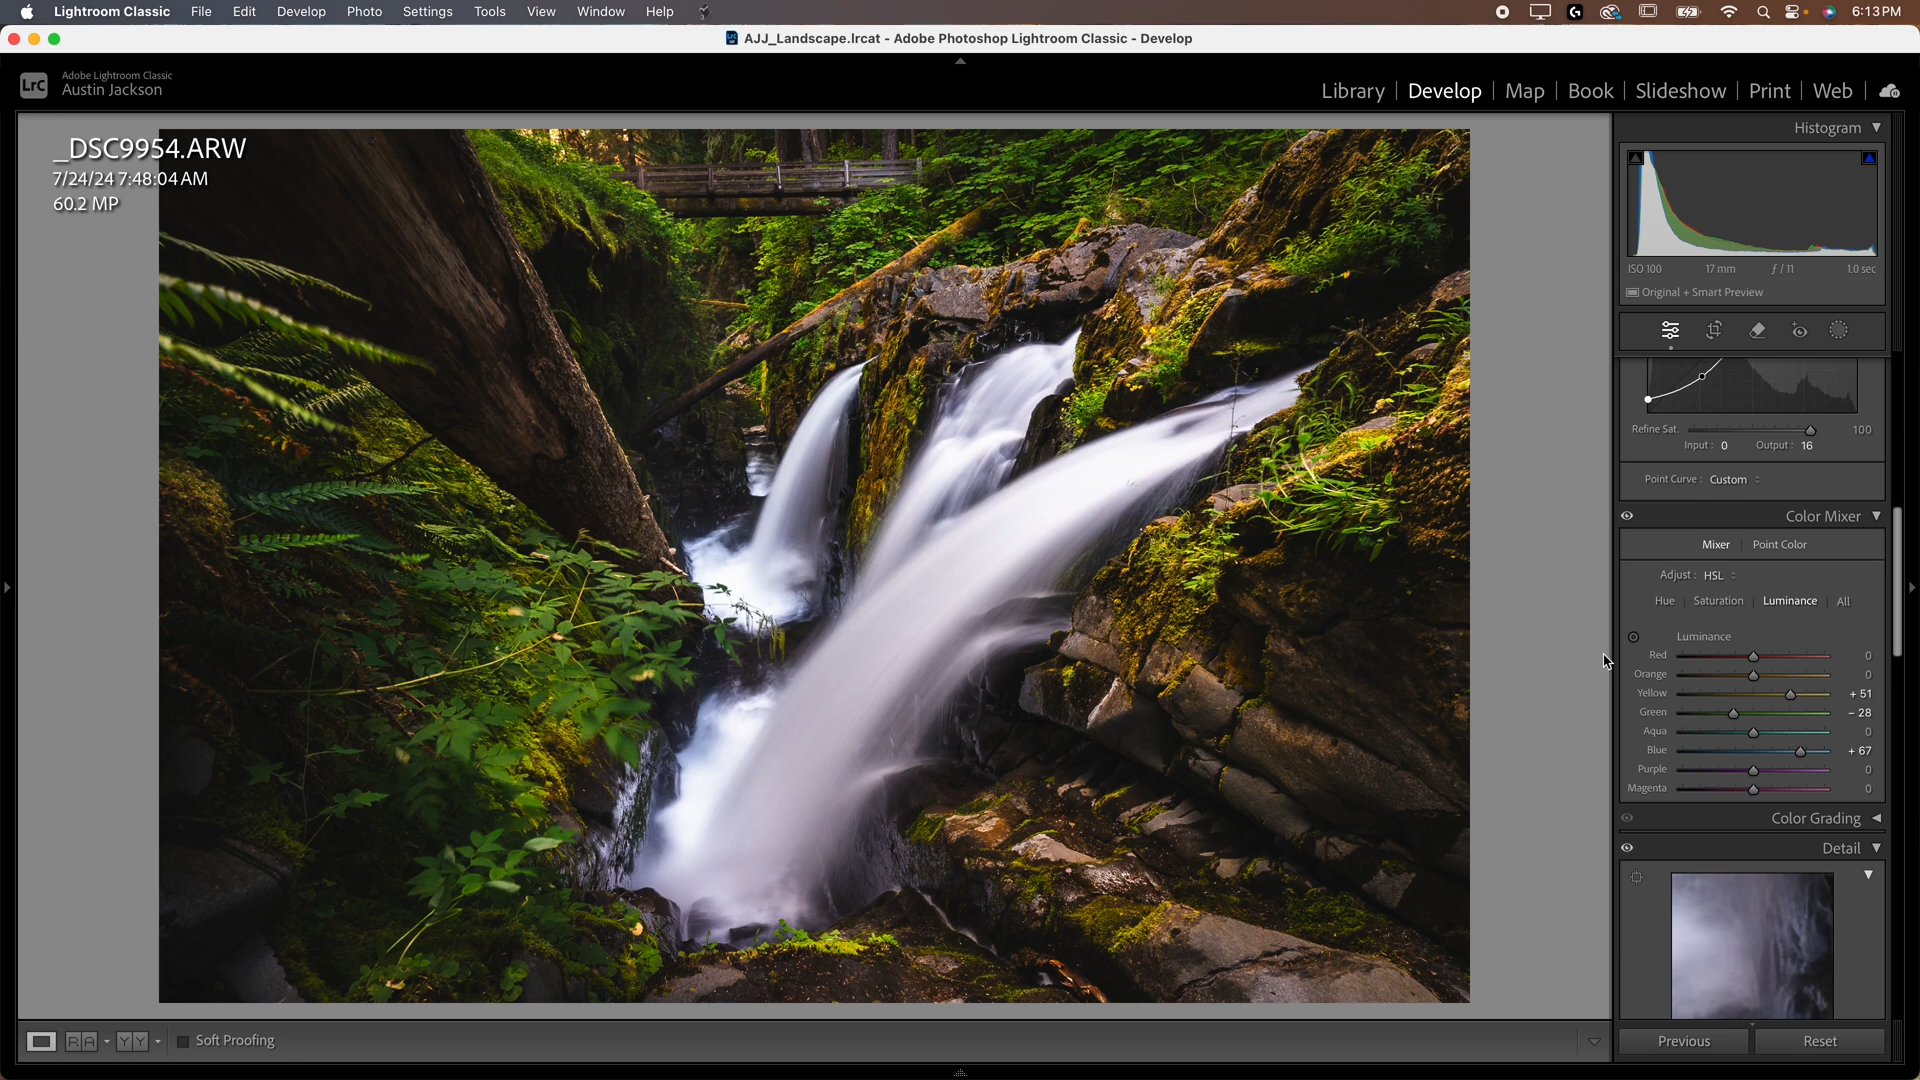 Lightroom Classic File Edit Develop Photo Settings Tools View Window Help 6:13 PM
AJJ_Landscape.lrcat - Adobe Photoshop Lightroom Classic - Develop
LrC
Adobe Lightroom Classic
Austin Jackson
Library | Develop | Map | Book | Slideshow | Print | Web
_DSC9954.ARW
7/24/24 7:48:04 AM
60.2 MP
Histogram
ISO 100 17 mm ƒ / 11 1.0 sec
Original + Smart Preview
Refine Sat. 100
Input : 0 Output : 16
Point Curve : Custom
Color Mixer
Mixer | Point Color
Adjust : HSL
Hue | Saturation | Luminance | All
Luminance
Red 0
Orange 0
Yellow + 51
Green - 28
Aqua 0
Blue + 67
Purple 0
Magenta 0
Color Grading
Detail
R A Y Y Soft Proofing
Previous Reset